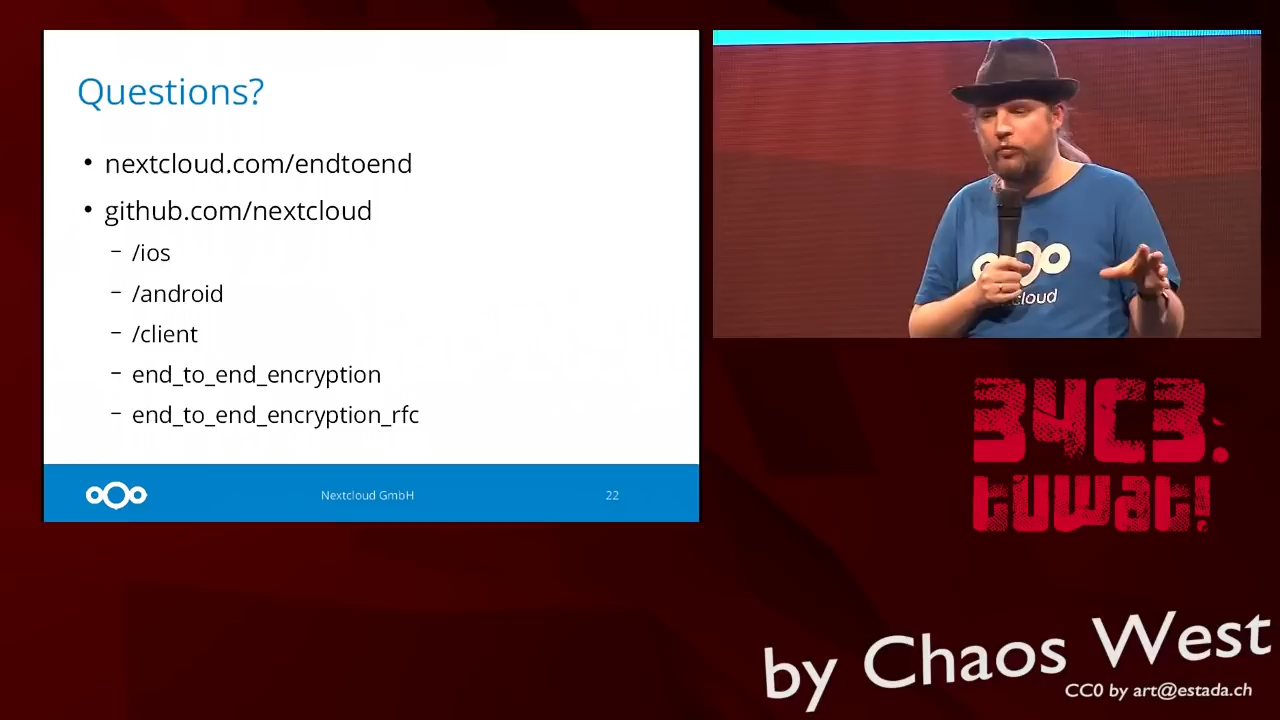 Questions?
• nextcloud.com/endtoend
• github.com/nextcloud
– /ios
– /android
– /client
– end_to_end_encryption
– end_to_end_encryption_rfc
Nextcloud GmbH
22
cloud
34C3:
tuwat!
by Chaos West
CC0 by art@estada.ch